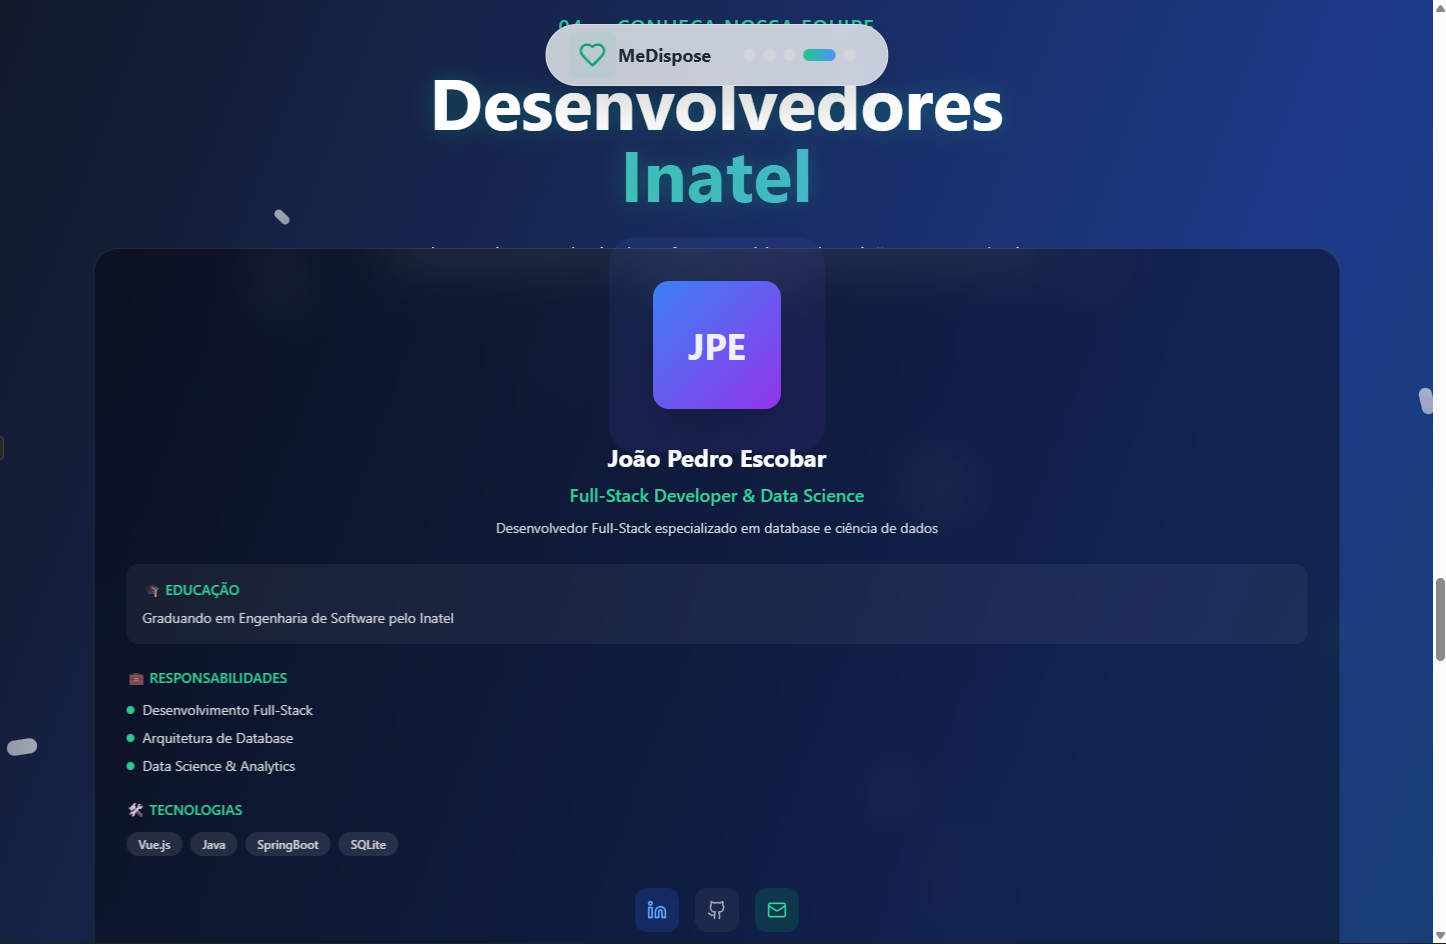 MeDispose
Desenvolvedores
Inatel
JPE
João Pedro Escobar
Full-Stack Developer & Data Science
Desenvolvedor Full-Stack especializado em database e ciência de dados
EDUCAÇÃO
Graduando em Engenharia de Software pelo Inatel
RESPONSABILIDADES
Desenvolvimento Full-Stack
Arquitetura de Database
Data Science & Analytics
TECNOLOGIAS
Vue.js
Java
SpringBoot
SQLite
in